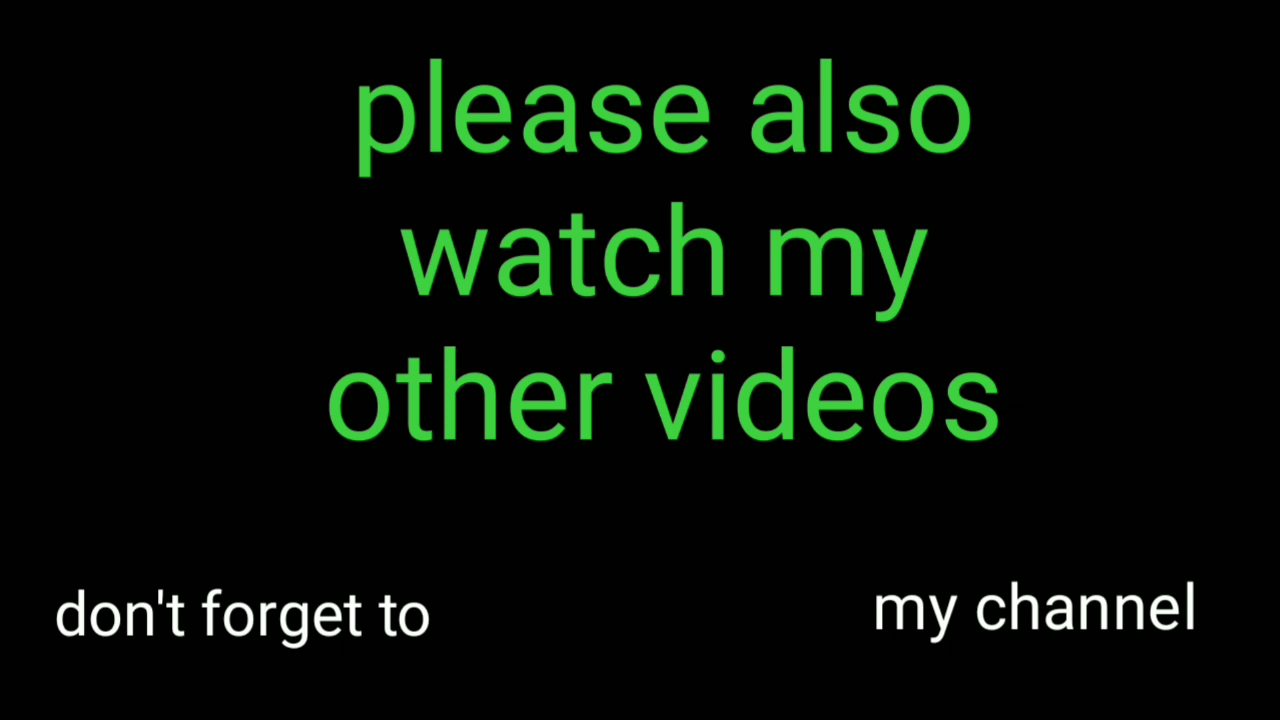 please also
watch my
other videos
don't forget to
my channel